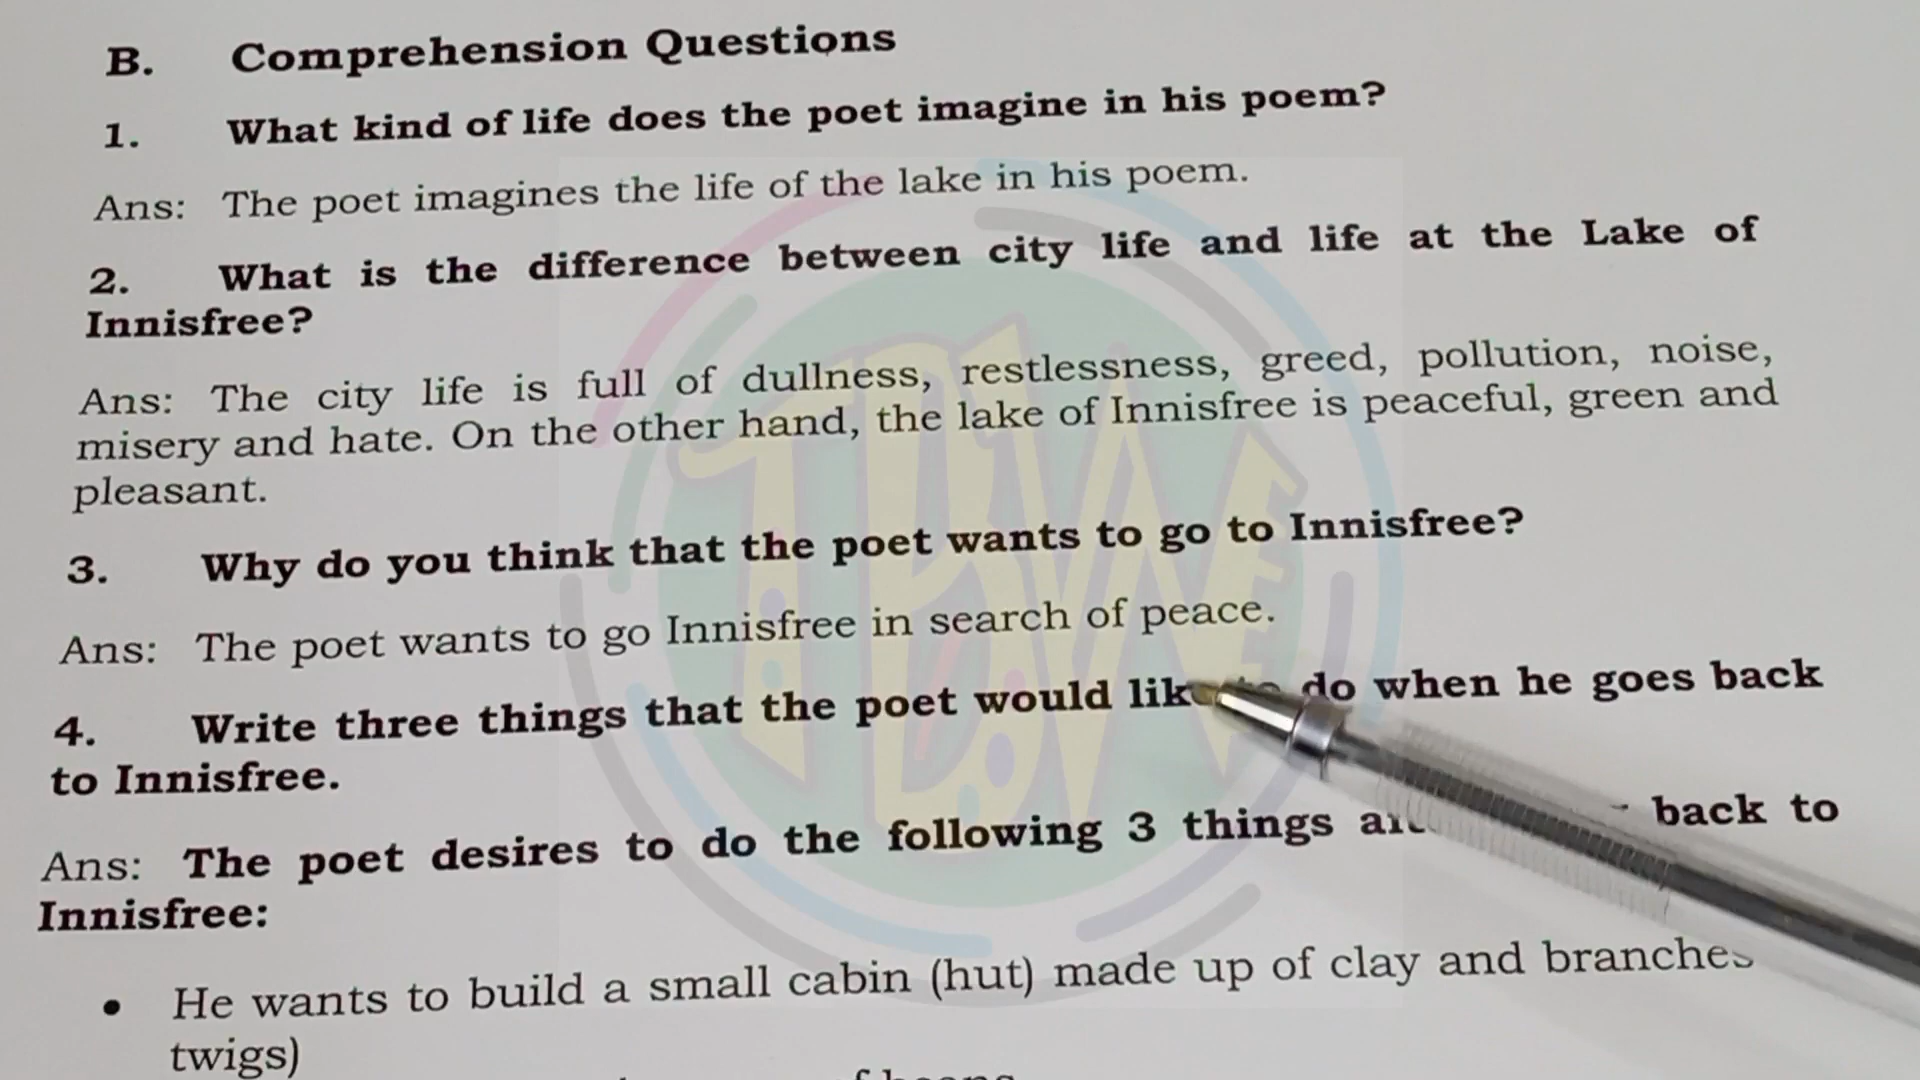 B. Comprehension Questions
1. What kind of life does the poet imagine in his poem?
Ans: The poet imagines the life of the lake in his poem.
2. What is the difference between city life and life at the Lake of
Innisfree?
Ans: The city life is full of dullness, restlessness, greed, pollution, noise,
misery and hate. On the other hand, the lake of Innisfree is peaceful, green and
pleasant.
3. Why do you think that the poet wants to go to Innisfree?
Ans: The poet wants to go Innisfree in search of peace.
4. Write three things that the poet would like to do when he goes back
to Innisfree.
Ans: The poet desires to do the following 3 things back to
Innisfree:
• He wants to build a small cabin (hut) made up of clay and branches
twigs)
of beans
TBW